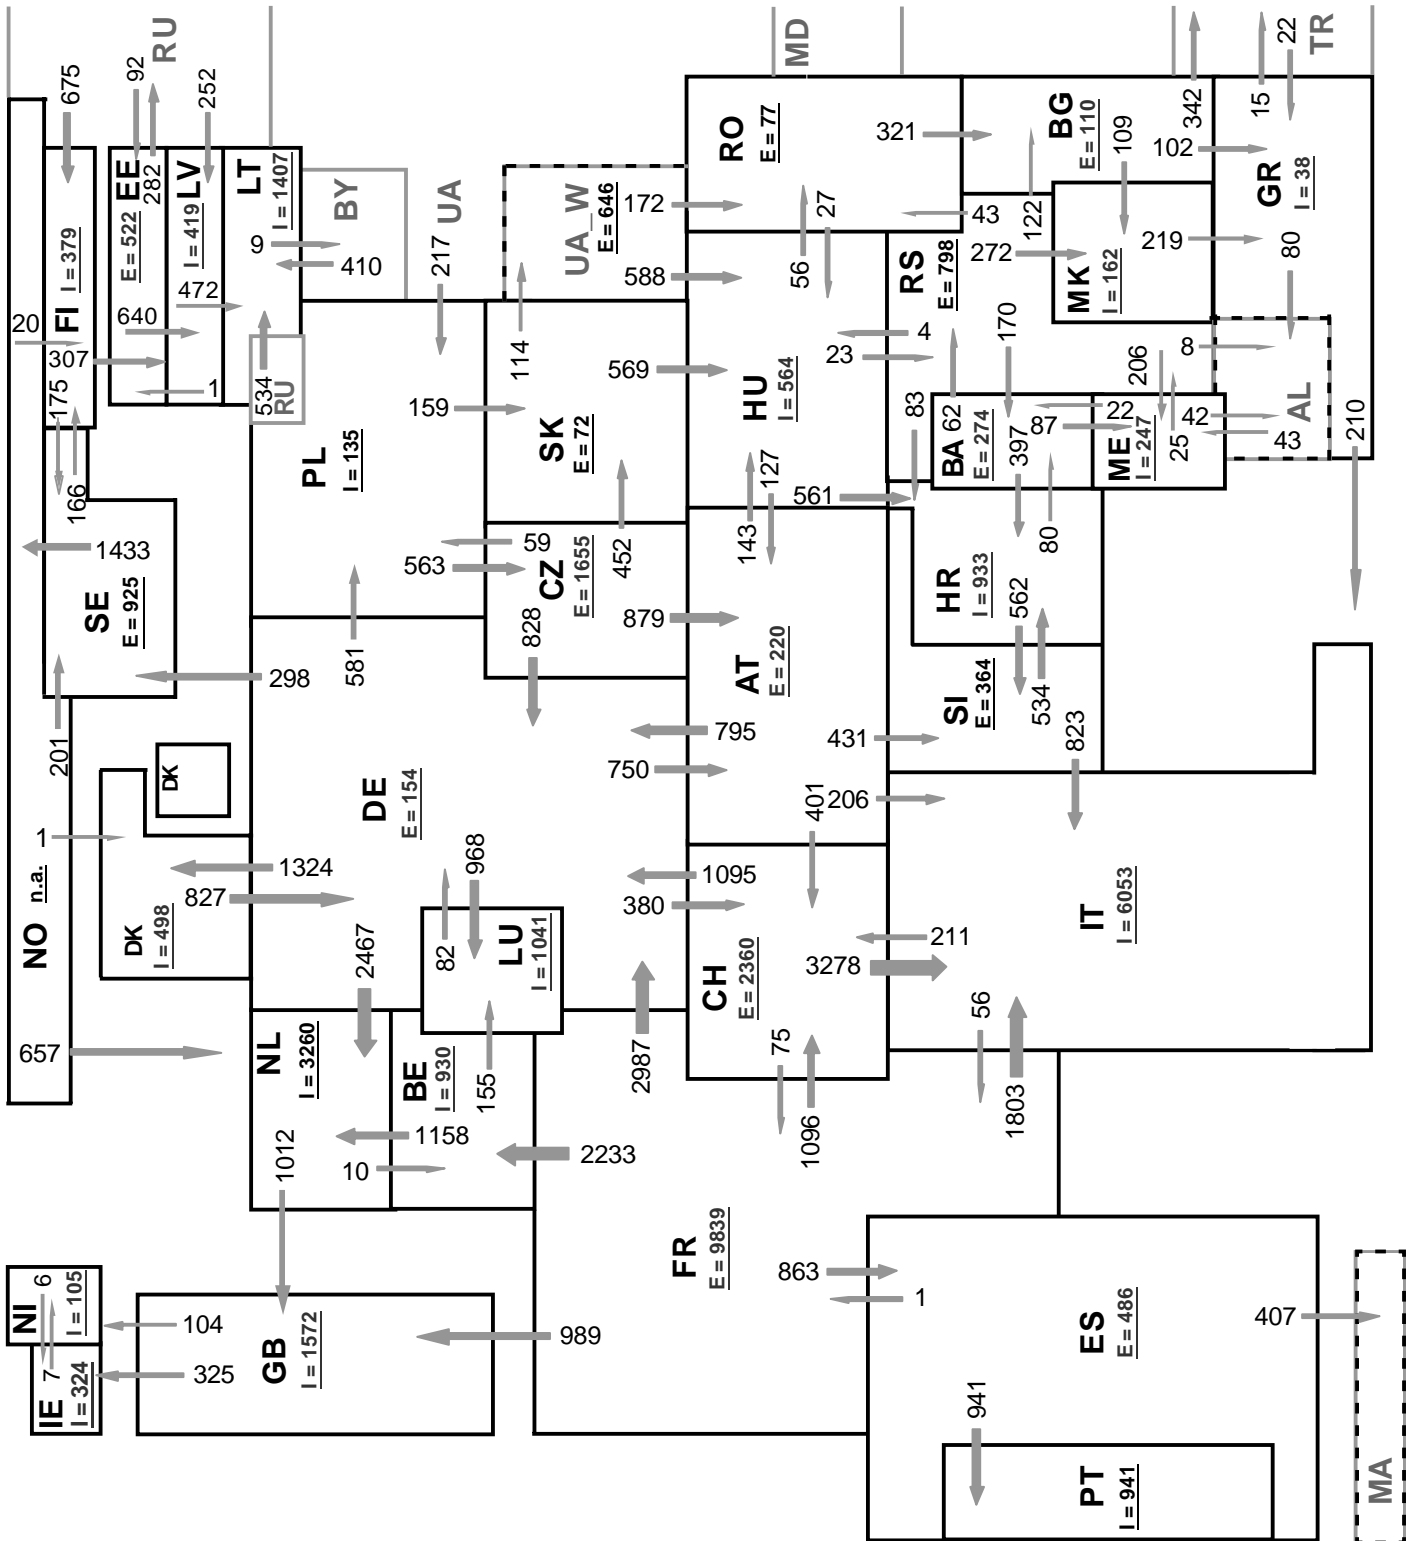 RU
MD
TR
675
92
252
22
15
342
FI
I = 379
EE
E = 522
282
LV
I = 419
LT
I = 1407
BY
UA
217
UA_W
E = 646
RO
E = 77
321
BG
E = 110
109
102
GR
I = 38
172
27
43
122
9
410
588
56
RS
E = 798
272
MK
I = 162
219
80
20
640
472
307
1
175
534
RU
114
569
4
23
170
206
8
AL
HU
I = 564
PL
I = 135
159
SK
E = 72
83
62
BA
E = 274
397
87
22
ME
I = 247
25
42
43
210
166
1433
SE
E = 925
563
59
CZ
E = 1655
452
143
127
561
80
HR
I = 933
562
298
581
828
879
AT
E = 220
SI
E = 364
534
823
201
DK
DE
E = 154
795
750
431
401
206
1
NO
n.a.
1324
827
DK
I = 498
968
82
LU
I = 1041
1095
380
CH
E = 2360
211
3278
IT
I = 6053
2467
657
NL
I = 3260
BE
I = 930
155
2987
75
1096
56
1803
1012
1158
10
2233
FR
E = 9839
NI
I = 105
6
104
7
IE
I = 324
325
GB
I = 1572
989
863
1
ES
E = 486
407
941
PT
I = 941
MA